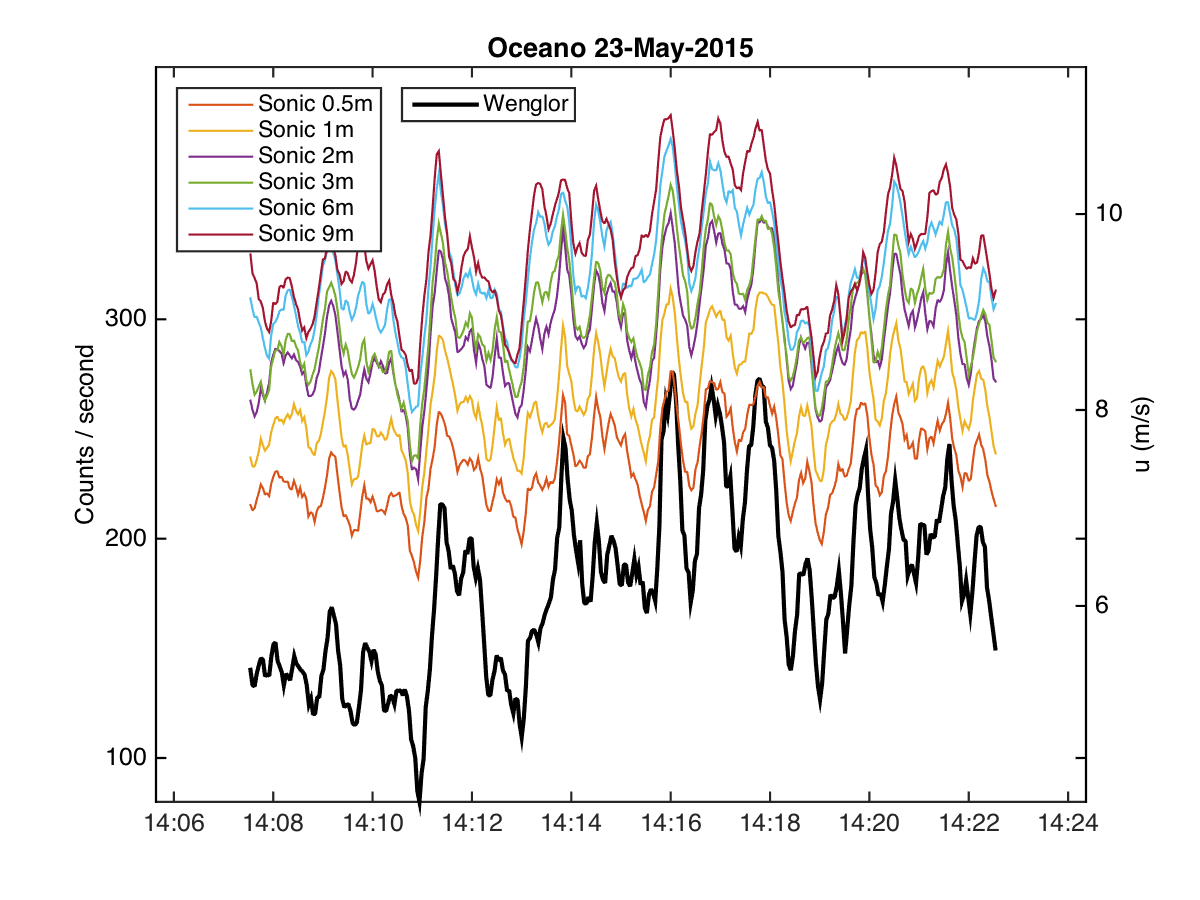 Oceano 23-May-2015
Sonic 0.5m
Sonic 1m
Sonic 2m
Sonic 3m
Sonic 6m
Sonic 9m
Wenglor
Counts / second
300
200
100
10
8
6
u (m/s)
14:06 14:08 14:10 14:12 14:14 14:16 14:18 14:20 14:22 14:24